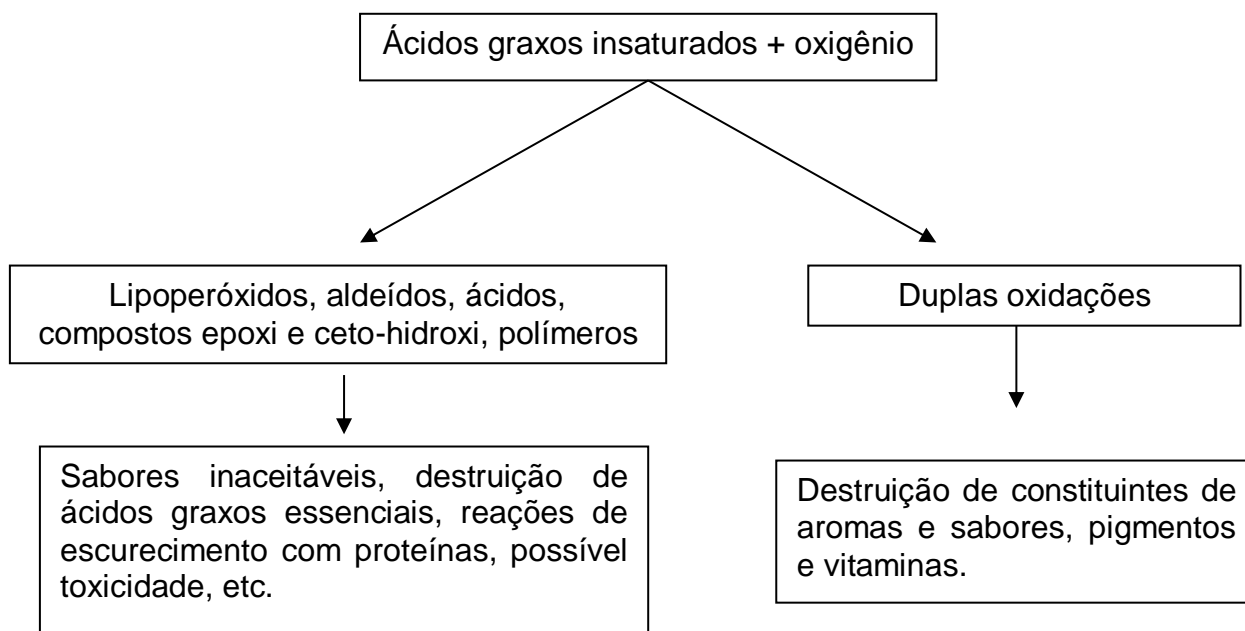 Ácidos graxos insaturados + oxigênio
Lipoperóxidos, aldeídos, ácidos,
compostos epoxi e ceto-hidroxi, polímeros
Duplas oxidações
Sabores inaceitáveis, destruição de
ácidos graxos essenciais, reações de
escurecimento com proteínas, possível
toxicidade, etc.
Destruição de constituintes de
aromas e sabores, pigmentos
e vitaminas.